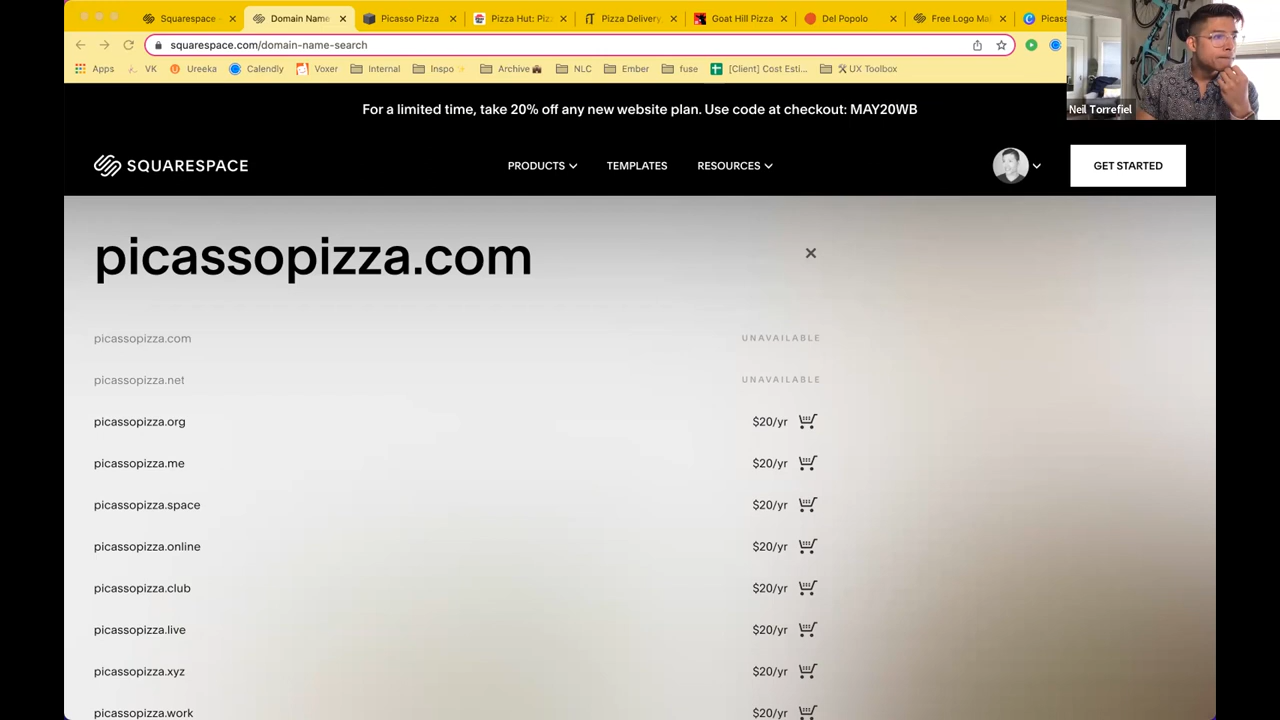 Squarespace - Domain Name Picasso Pizza Pizza Hut: Piz Pizza Delivery, Goat Hill Pizza Del Popolo Free Logo Ma Picass
squarespace.com/domain-name-search
Apps VK Ureeka Calendly Voxer Internal Inspo Archive NLC Ember fuse [Client] Cost Esti... UX Toolbox
Neil Torrefiel
For a limited time, take 20% off any new website plan. Use code at checkout: MAY20WB
SQUARESPACE PRODUCTS TEMPLATES RESOURCES GET STARTED
picassopizza.com
picassopizza.com UNAVAILABLE
picassopizza.net UNAVAILABLE
picassopizza.org $20/yr
picassopizza.me $20/yr
picassopizza.space $20/yr
picassopizza.online $20/yr
picassopizza.club $20/yr
picassopizza.live $20/yr
picassopizza.xyz $20/yr
picassopizza.work $20/yr